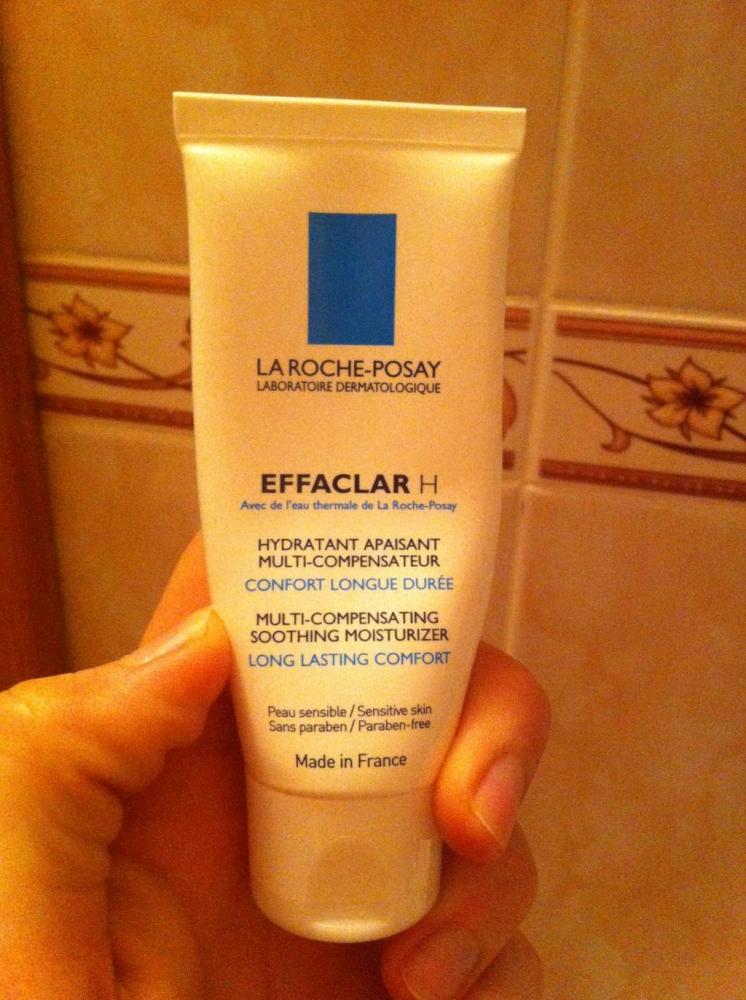 LA ROCHE-POSAY
LABORATOIRE DERMATOLOGIQUE
EFFACLAR H
Avec de l'eau thermale de La Roche-Posay
HYDRATANT APAISANT
MULTI-COMPENSATEUR
CONFORT LONGUE DURÉE
MULTI-COMPENSATING
SOOTHING MOISTURIZER
LONG LASTING COMFORT
Peau sensible / Sensitive skin
Sans paraben / Paraben-free
Made in France